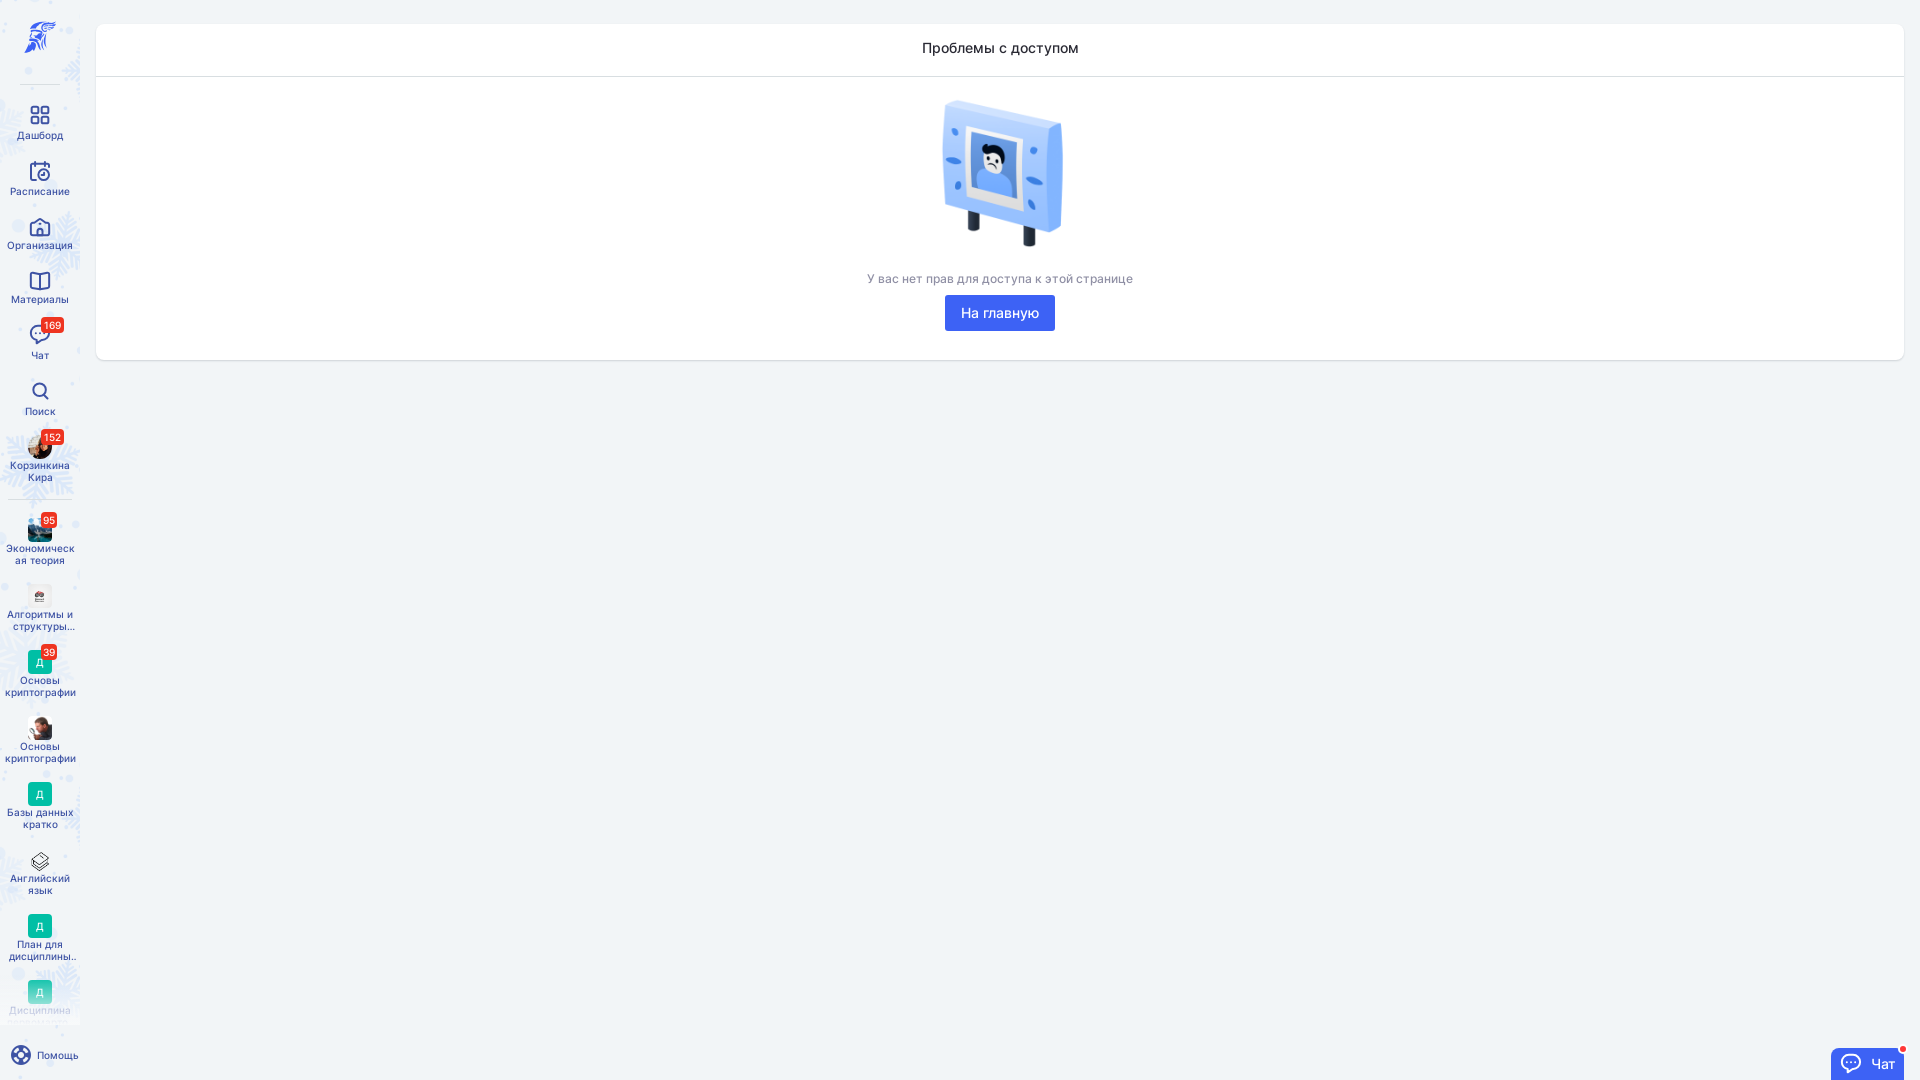 Проблемы с доступом
У вас нет прав для доступа к этой странице
На главную
Дашборд
Расписание
Организация
Материалы
169
Чат
Поиск
152
Корзинкина
Кира
95
Экономическ
ая теория
Алгоритмы и
структуры...
39
Д
Основы
криптографии
Основы
криптографии
Д
Базы данных
кратко
Английский
язык
Д
План для
дисциплины..
Д
Дисциплина
Помощь
Чат